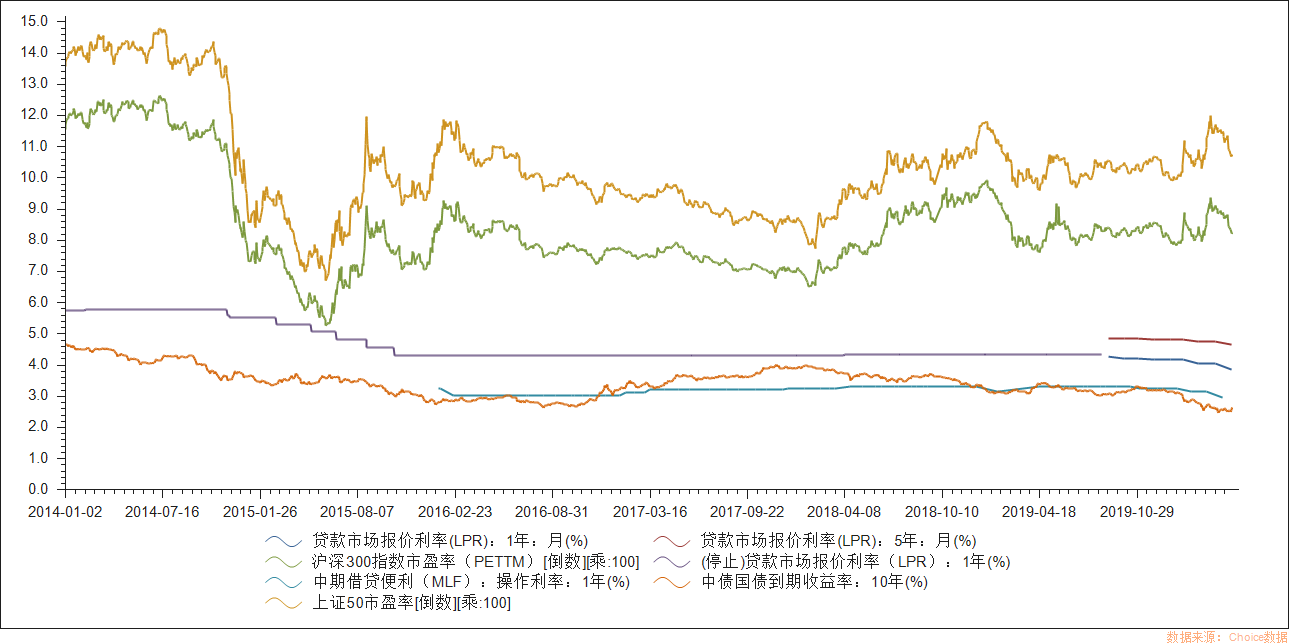 15.0
14.0
13.0
12.0
11.0
10.0
9.0
8.0
7.0
6.0
5.0
4.0
3.0
2.0
1.0
0.0
2014-01-02 2014-07-16 2015-01-26 2015-08-07 2016-02-23 2016-08-31 2017-03-16 2017-09-22 2018-04-08 2018-10-10 2019-04-18 2019-10-29
贷款市场报价利率(LPR)：1年：月(%) 贷款市场报价利率(LPR)：5年：月(%)
沪深300指数市盈率（PETTM）[倒数][乘:100] (停止)贷款市场报价利率（LPR）：1年(%)
中期借贷便利（MLF）：操作利率：1年(%) 中债国债到期收益率：10年(%)
上证50市盈率[倒数][乘:100]
数据来源：Choice数据